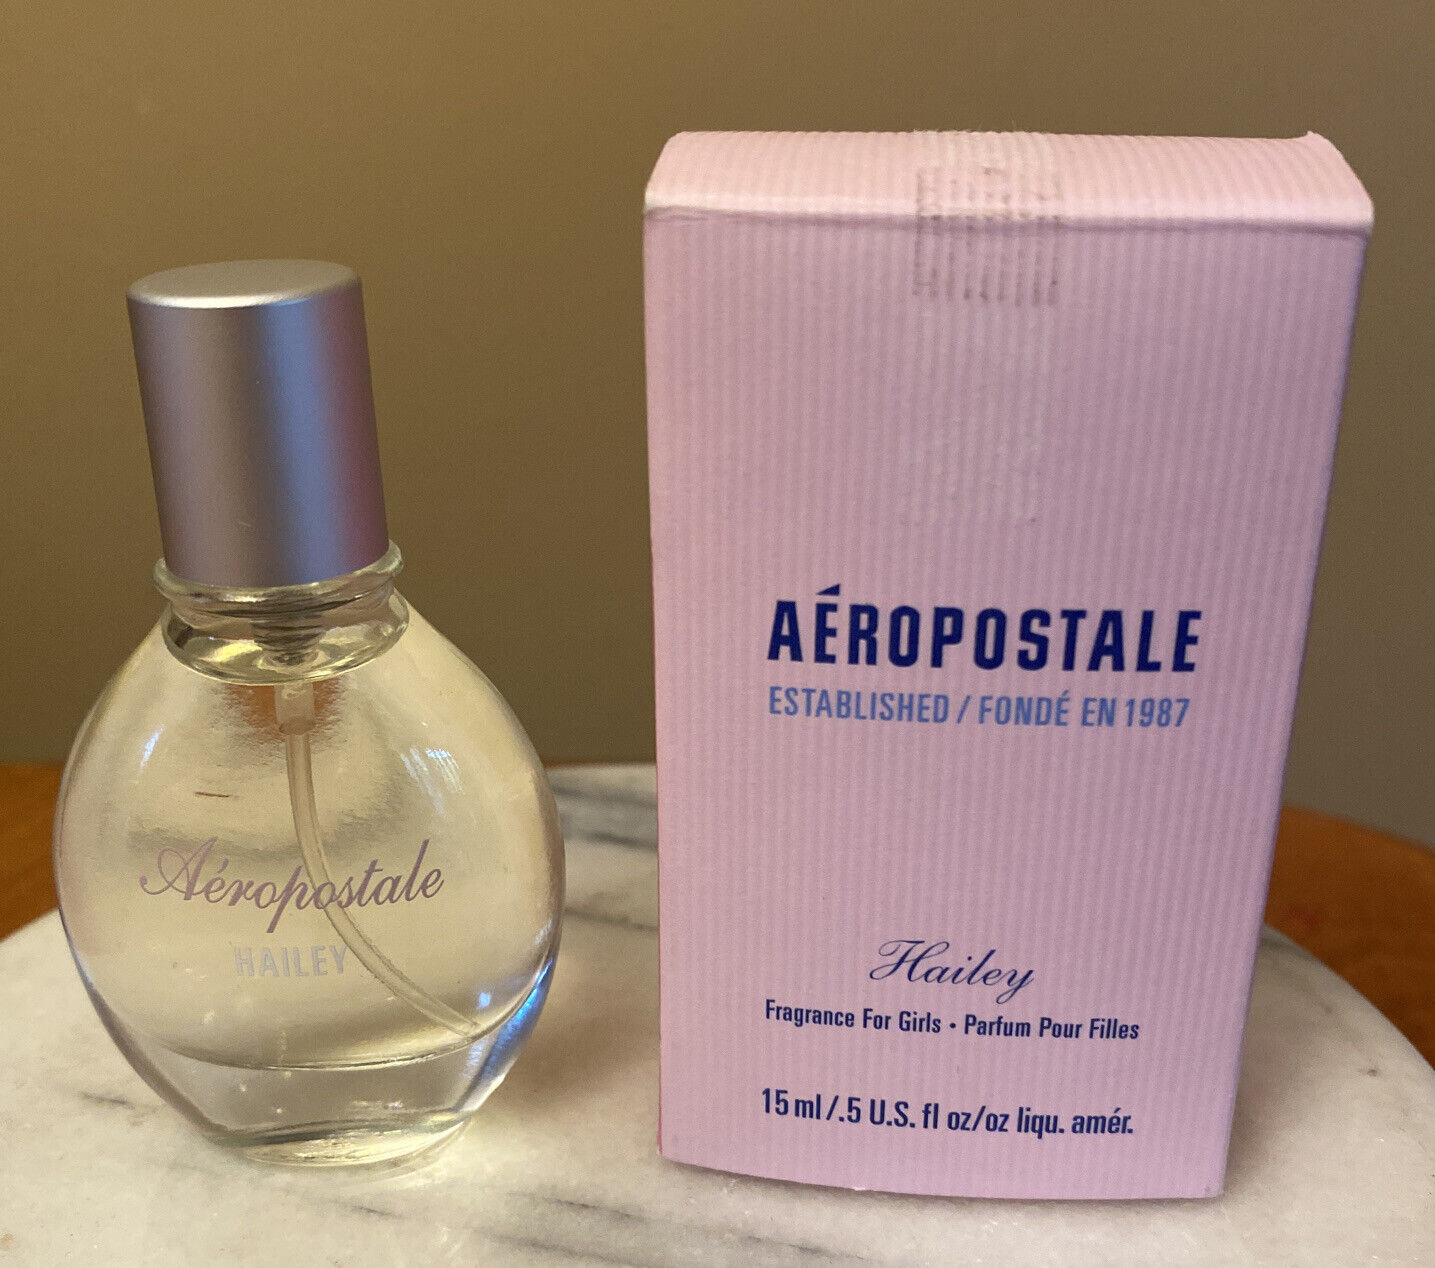 Aéropostale
HAILEY
AÉROPOSTALE
ESTABLISHED / FONDÉ EN 1987
Hailey
Fragrance For Girls • Parfum Pour Filles
15 ml /.5 U.S. fl oz/oz liqu. amér.